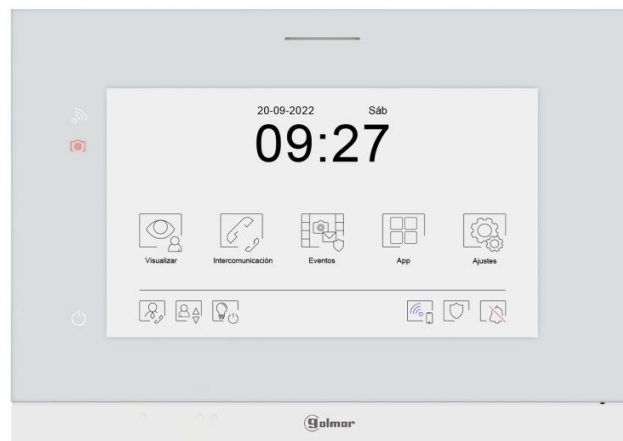 20-09-2022 Sáb
09:27
Visualizar Intercomunicación Eventos App Ajustes
golmar